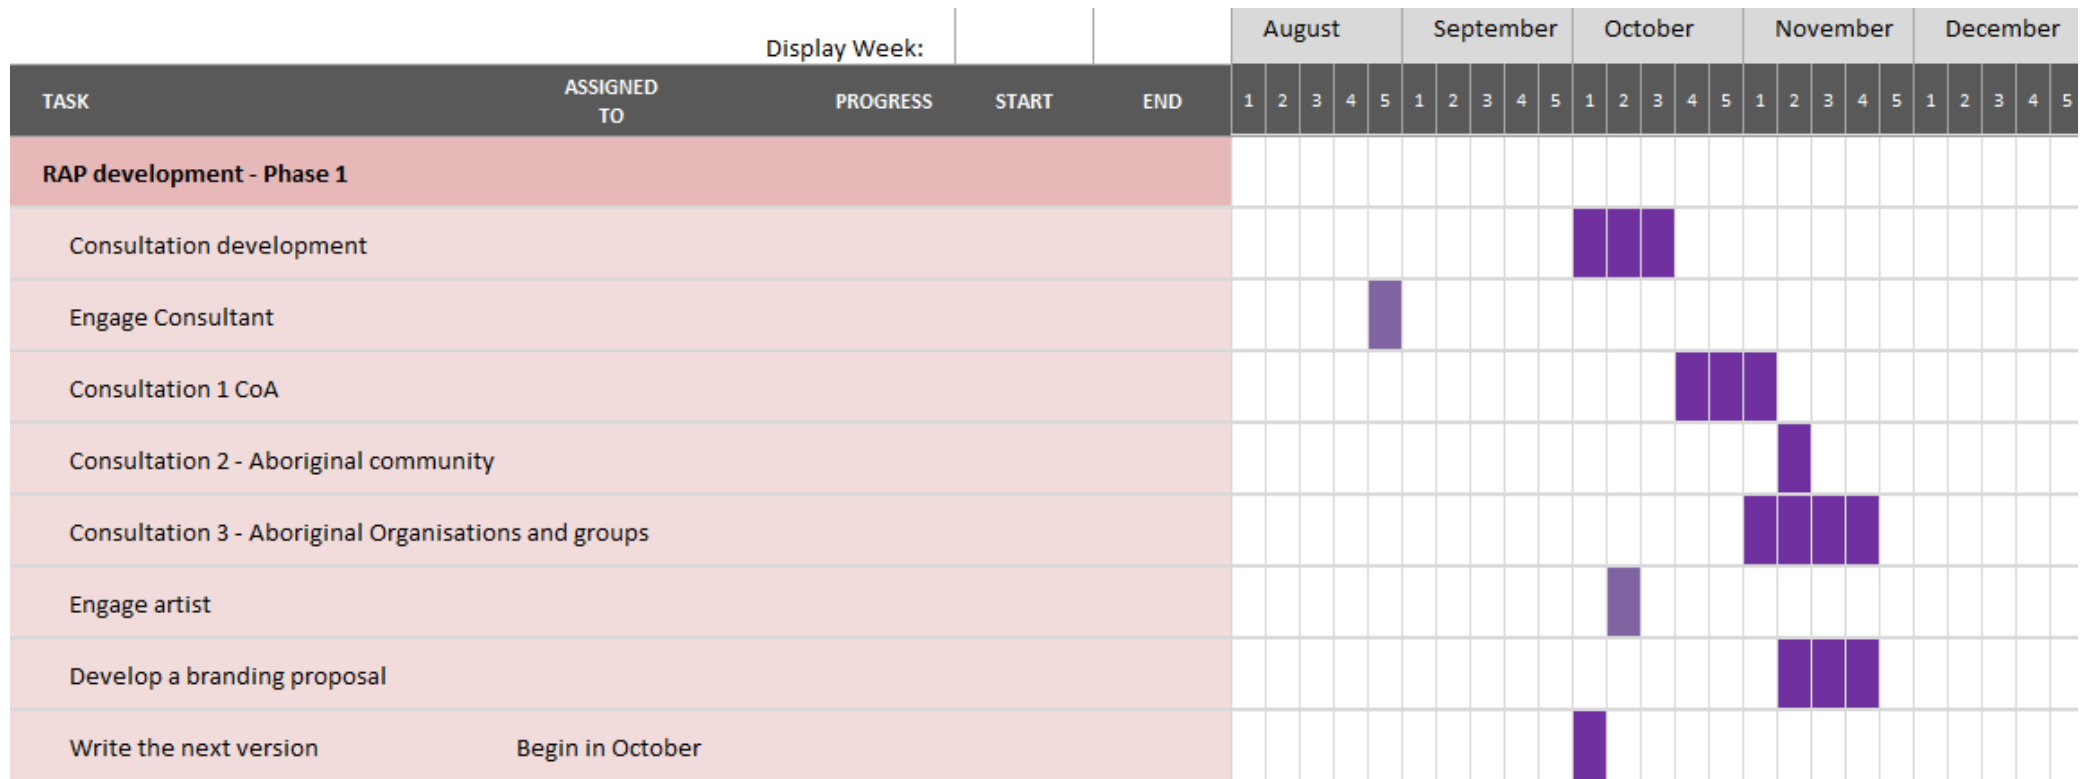 August September October November December
Display Week:
TASK ASSIGNED TO PROGRESS START END 1 2 3 4 5 1 2 3 4 5 1 2 3 4 5 1 2 3 4 5 1 2 3 4 5
RAP development - Phase 1
Consultation development
Engage Consultant
Consultation 1 CoA
Consultation 2 - Aboriginal community
Consultation 3 - Aboriginal Organisations and groups
Engage artist
Develop a branding proposal
Write the next version Begin in October